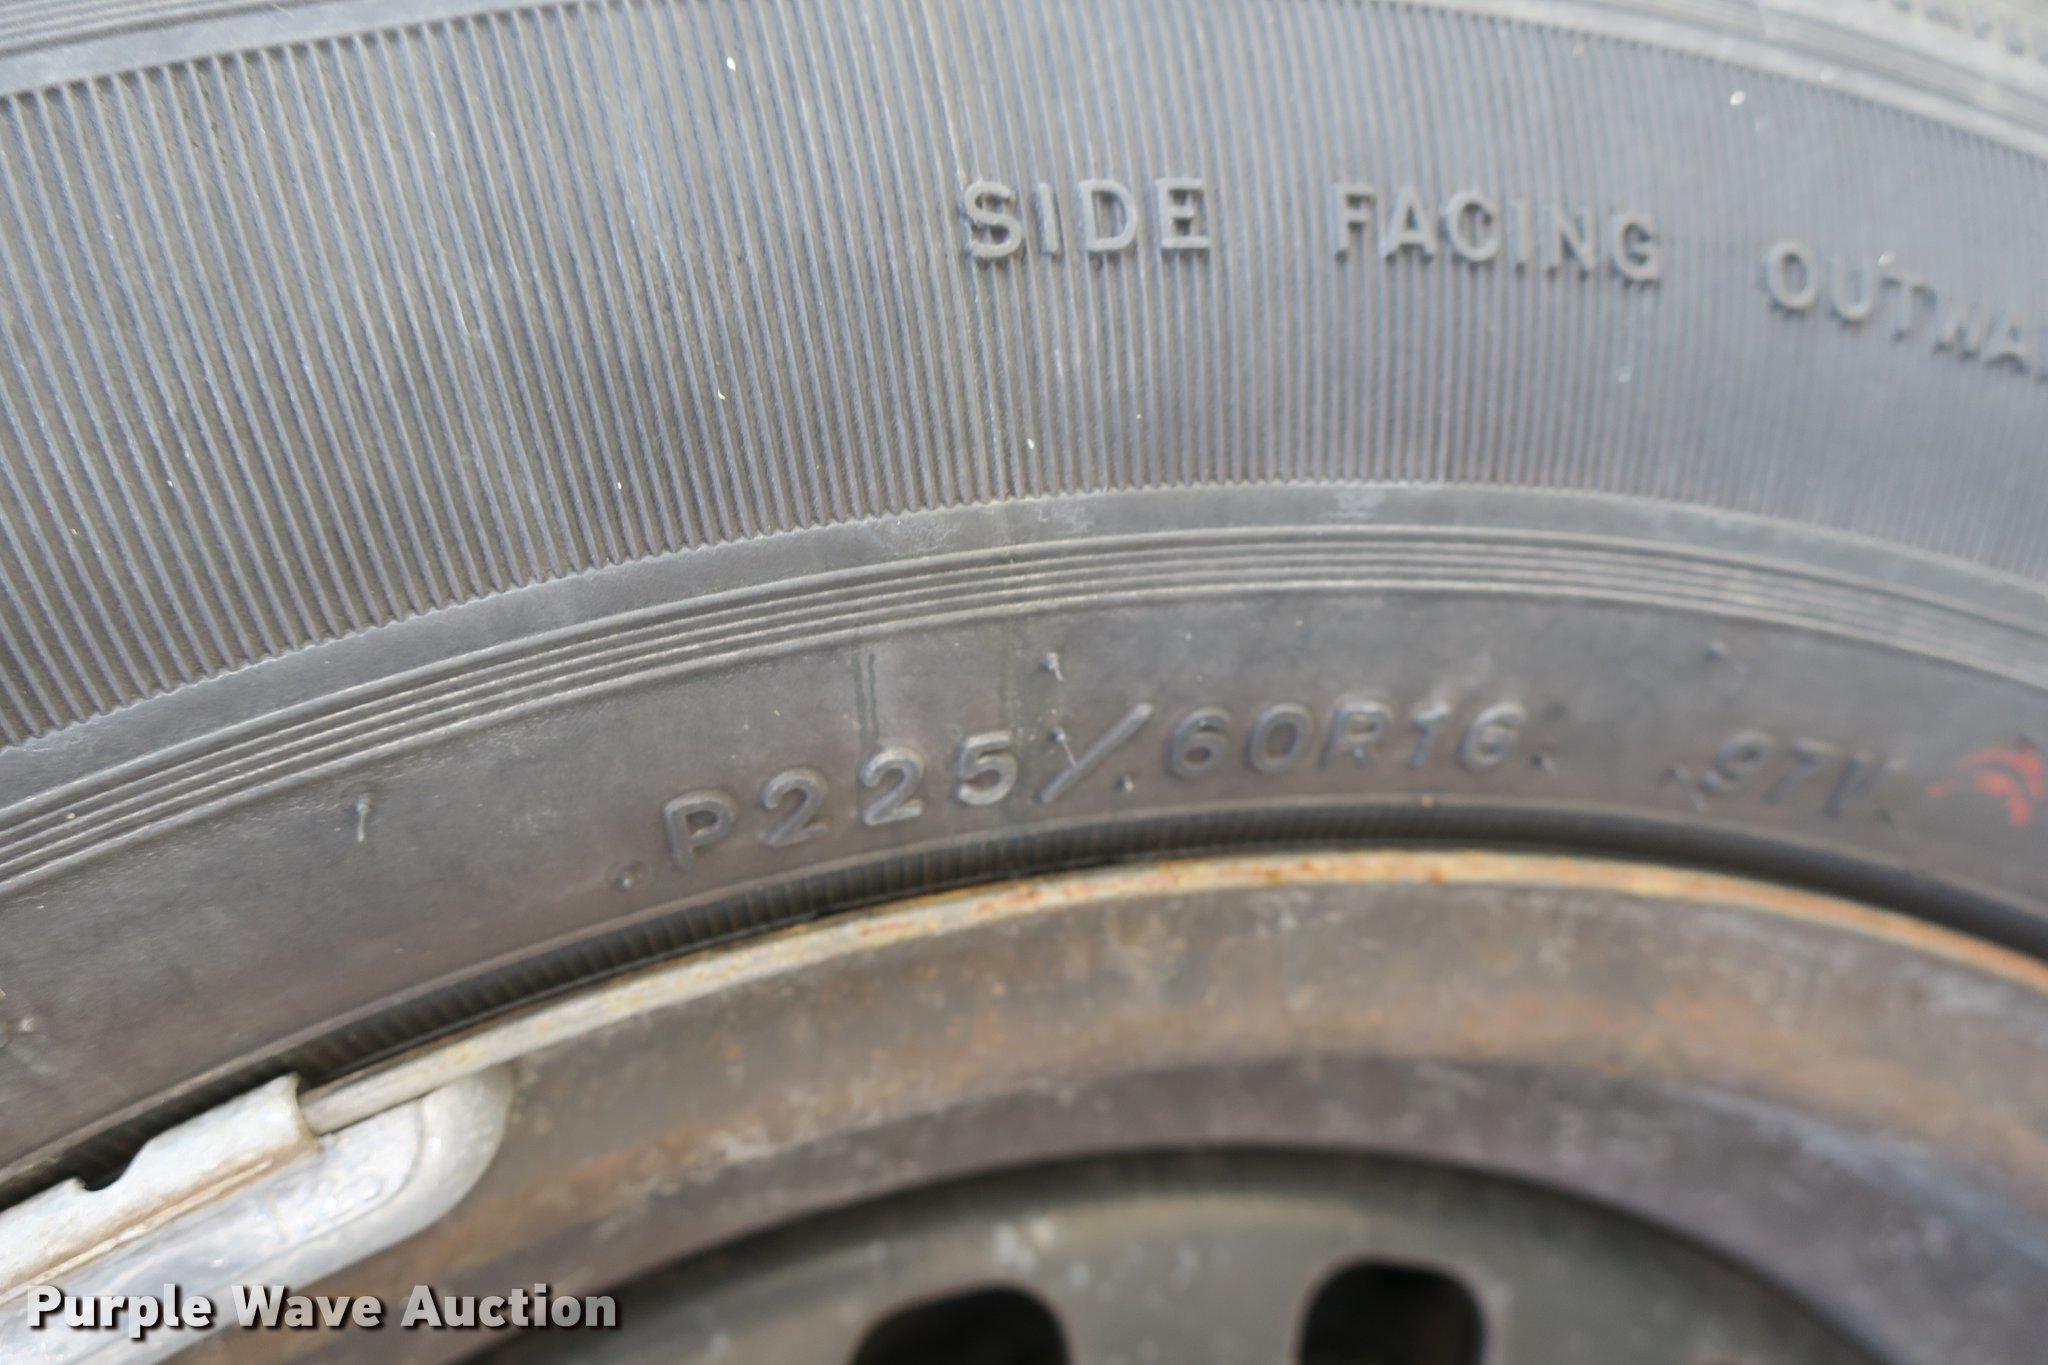 SIDE FACING OUTWA
P225/60R16 97V
Purple Wave Auction